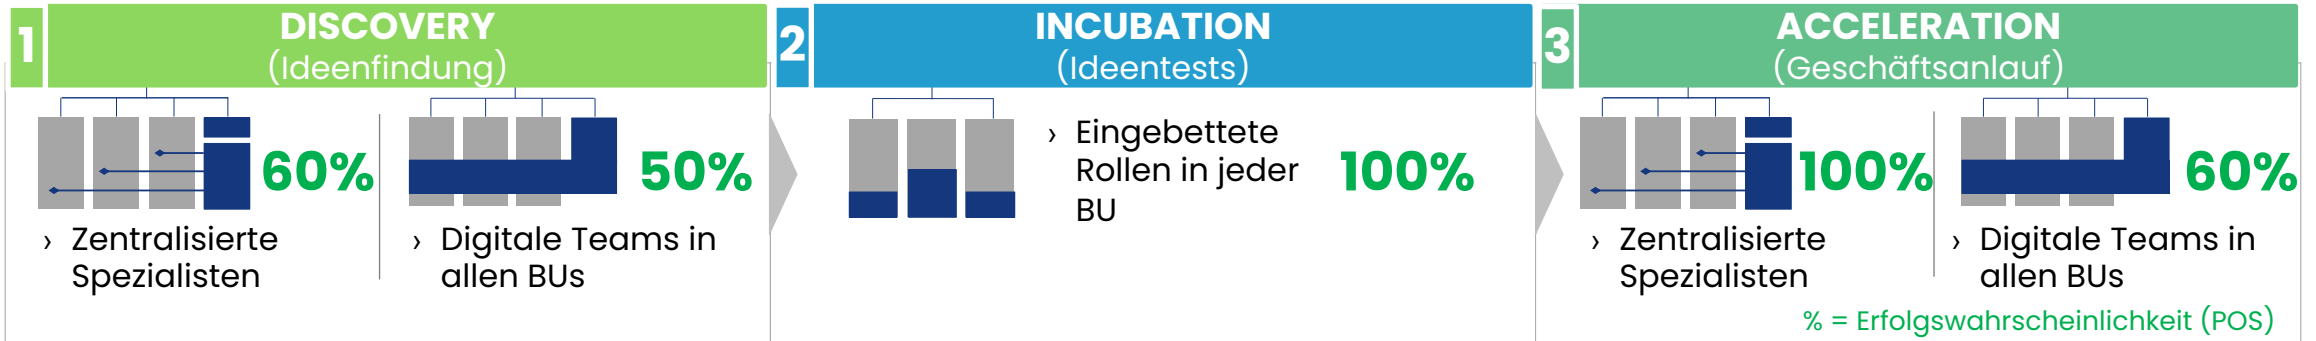 1
DISCOVERY
(Ideenfindung)
60%
› Zentralisierte
Spezialisten
50%
› Digitale Teams in
allen BUs
2
INCUBATION
(Ideentests)
› Eingebettete
Rollen in jeder
BU
100%
3
ACCELERATION
(Geschäftsanlauf)
100%
› Zentralisierte
Spezialisten
60%
› Digitale Teams in
allen BUs
% = Erfolgswahrscheinlichkeit (POS)